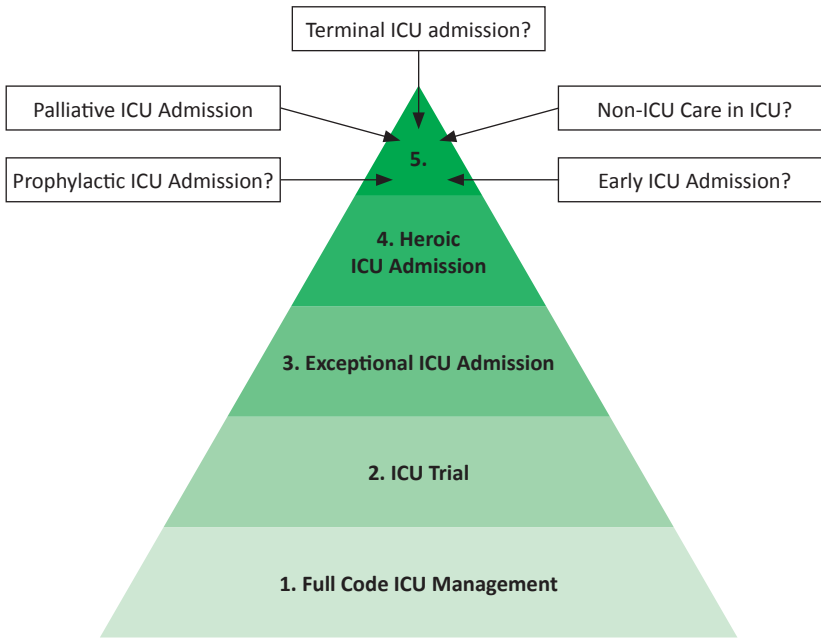 Terminal ICU admission?
Palliative ICU Admission
Non-ICU Care in ICU?
5.
Prophylactic ICU Admission?
Early ICU Admission?
4. Heroic
ICU Admission
3. Exceptional ICU Admission
2. ICU Trial
1. Full Code ICU Management